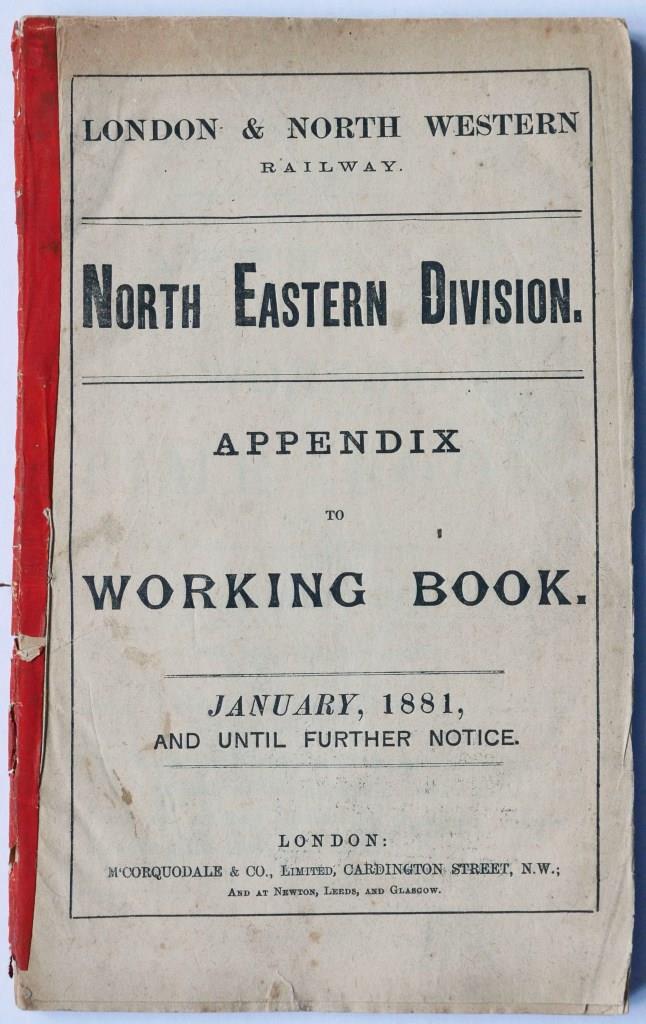 LONDON & NORTH WESTERN
RAILWAY.
NORTH EASTERN DIVISION.
APPENDIX
TO
WORKING BOOK.
JANUARY, 1881,
AND UNTIL FURTHER NOTICE.
LONDON:
M‘CORQUODALE & CO., LIMITED, CARDINGTON STREET, N.W.;
AND AT NEWTON, LEEDS, AND GLASGOW.